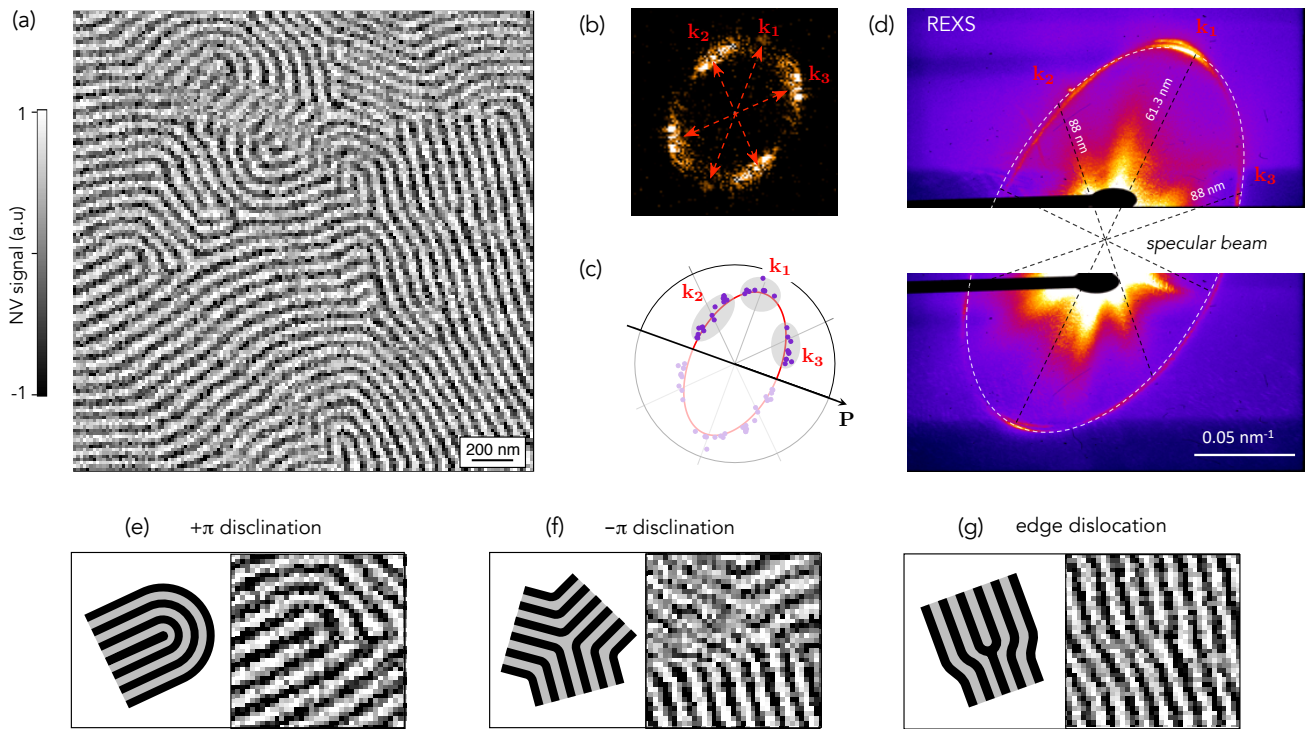 (a)
1
NV signal (a.u)
-1
200 nm
(b)
k₂
k₁
k₃
(c)
k₁
k₂
k₃
P
(d)
REXS
k₁
k₂
61.3 nm
88 nm
k₃
88 nm
specular beam
0.05 nm⁻¹
(e)
+π disclination
(f)
−π disclination
(g)
edge dislocation